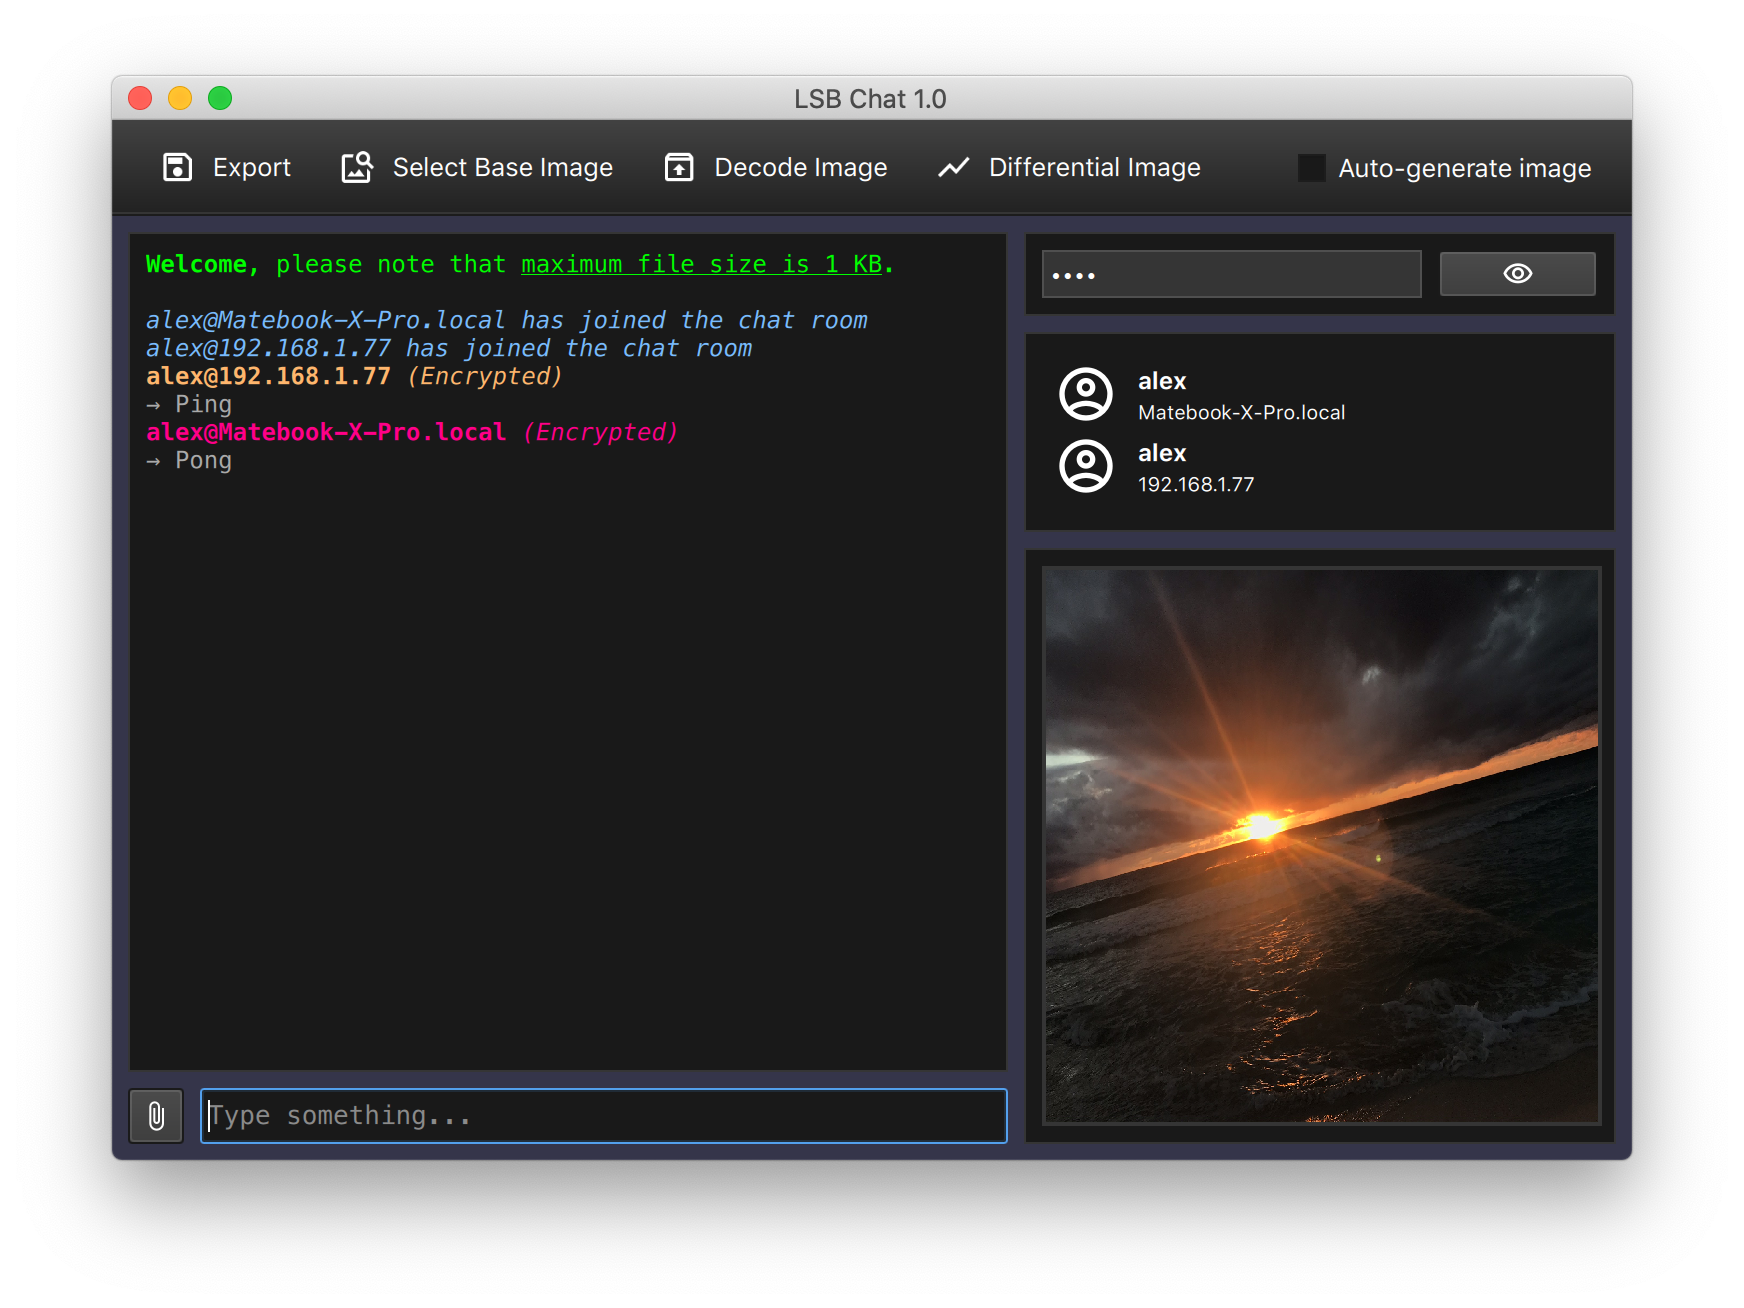 LSB Chat 1.0
Export Select Base Image Decode Image Differential Image Auto-generate image
Welcome, please note that maximum file size is 1 KB.
alex@Matebook-X-Pro.local has joined the chat room
alex@192.168.1.77 has joined the chat room
alex@192.168.1.77 (Encrypted)
→ Ping
alex@Matebook-X-Pro.local (Encrypted)
→ Pong
Type something...
••••
alex
Matebook-X-Pro.local
alex
192.168.1.77